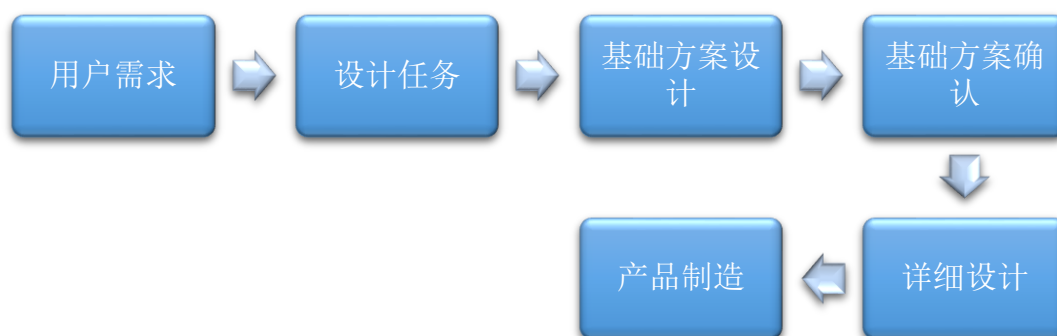 用户需求
设计任务
基础方案设
计
基础方案确
认
详细设计
产品制造